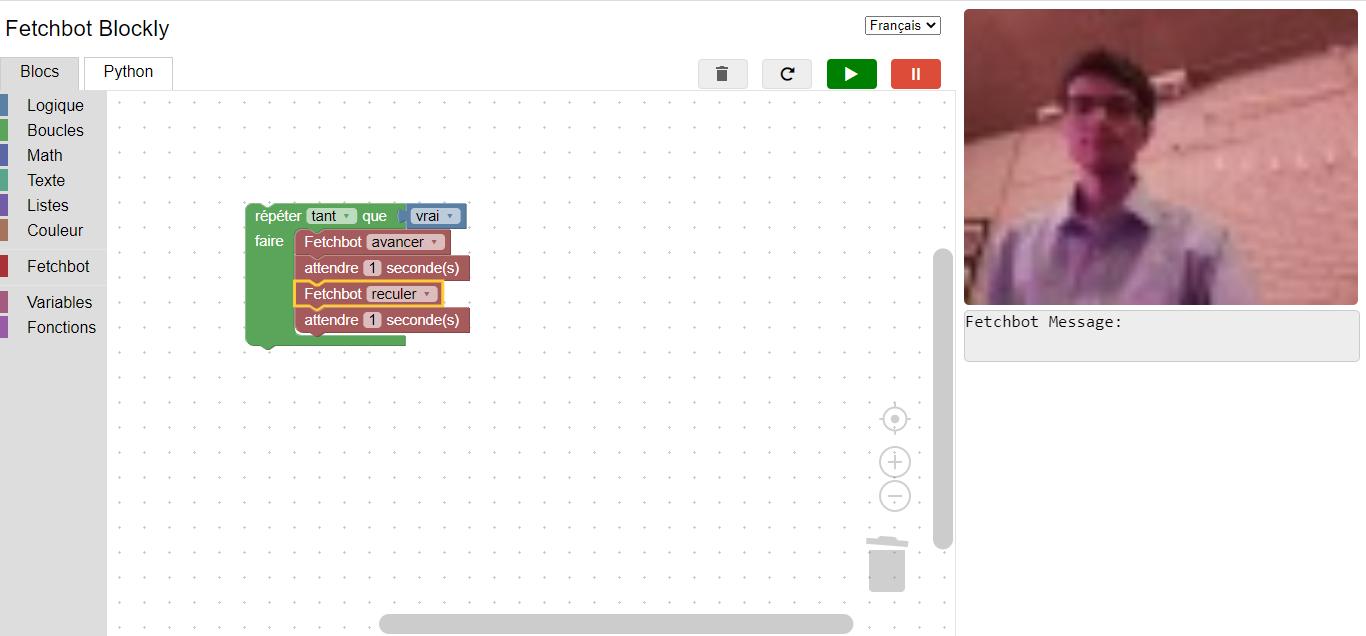 Fetchbot Blockly
Français
Blocs
Python
Logique
Boucles
Math
Texte
Listes
Couleur
Fetchbot
Variables
Fonctions
répéter tant que vrai
faire Fetchbot avancer
attendre 1 seconde(s)
Fetchbot reculer
attendre 1 seconde(s)
Fetchbot Message: